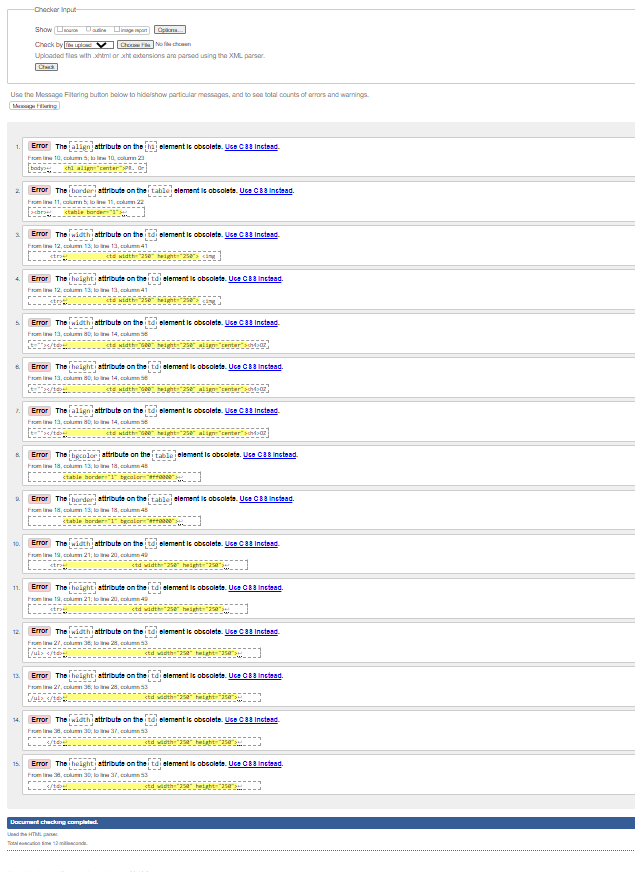 Checker Input
Show source outline image report Options...
Check by file upload Choose File No file chosen
Uploaded files with .xhtml or .xht extensions are parsed using the XML parser.
Check
Use the Message Filtering button below to hide/show particular messages, and to see total counts of errors and warnings.
Message Filtering
1. Error The align attribute on the h1 element is obsolete. Use CSS instead.
From line 10, column 5; to line 10, column 23
body>↩ <h1 align="center">PR. Or
2. Error The border attribute on the table element is obsolete. Use CSS instead.
From line 11, column 5; to line 11, column 22
><br>↩ <table border="1">↩
3. Error The width attribute on the td element is obsolete. Use CSS instead.
From line 12, column 13; to line 13, column 41
<tr>↩ <td width="250" height="250"> <img
4. Error The height attribute on the td element is obsolete. Use CSS instead.
From line 12, column 13; to line 13, column 41
<tr>↩ <td width="250" height="250"> <img
5. Error The width attribute on the td element is obsolete. Use CSS instead.
From line 13, column 80; to line 14, column 56
t=""></td>↩ <td width="600" height="250" align="center"><h4>OZ
6. Error The height attribute on the td element is obsolete. Use CSS instead.
From line 13, column 80; to line 14, column 56
t=""></td>↩ <td width="600" height="250" align="center"><h4>OZ
7. Error The align attribute on the td element is obsolete. Use CSS instead.
From line 13, column 80; to line 14, column 56
t=""></td>↩ <td width="600" height="250" align="center"><h4>OZ
8. Error The bgcolor attribute on the table element is obsolete. Use CSS instead.
From line 18, column 13; to line 18, column 48
<table border="1" bgcolor="#ff0000">↩
9. Error The border attribute on the table element is obsolete. Use CSS instead.
From line 18, column 13; to line 18, column 48
<table border="1" bgcolor="#ff0000">↩
10. Error The width attribute on the td element is obsolete. Use CSS instead.
From line 19, column 21; to line 20, column 49
<tr>↩ <td width="250" height="250">↩
11. Error The height attribute on the td element is obsolete. Use CSS instead.
From line 19, column 21; to line 20, column 49
<tr>↩ <td width="250" height="250">↩
12. Error The width attribute on the td element is obsolete. Use CSS instead.
From line 27, column 36; to line 28, column 53
/ul> </td>↩ <td width="250" height="250">↩
13. Error The height attribute on the td element is obsolete. Use CSS instead.
From line 27, column 36; to line 28, column 53
/ul> </td>↩ <td width="250" height="250">↩
14. Error The width attribute on the td element is obsolete. Use CSS instead.
From line 36, column 30; to line 37, column 53
</td>↩ <td width="250" height="250">↩
15. Error The height attribute on the td element is obsolete. Use CSS instead.
From line 36, column 30; to line 37, column 53
</td>↩ <td width="250" height="250">↩
Document checking completed.
Used the HTML parser.
Total execution time 12 milliseconds.